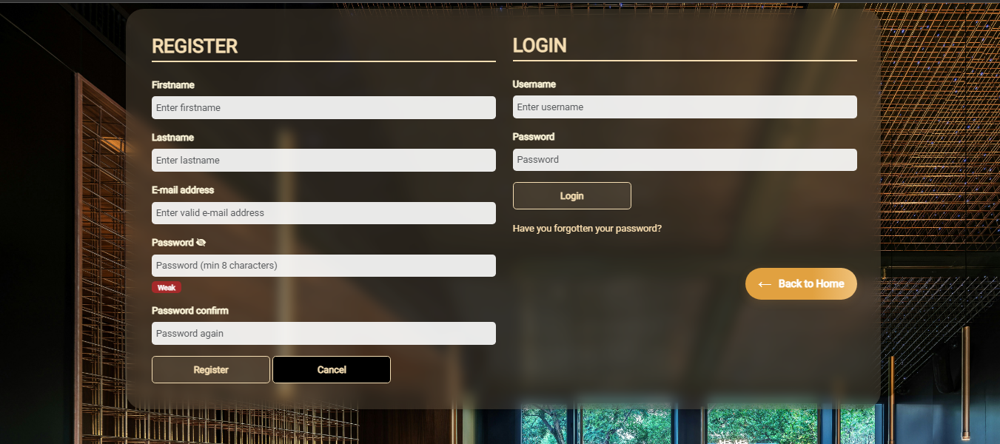 REGISTER
Firstname
Enter firstname
Lastname
Enter lastname
E-mail address
Enter valid e-mail address
Password
Password (min 8 characters)
Weak
Password confirm
Password again
Register
Cancel
LOGIN
Username
Enter username
Password
Password
Login
Have you forgotten your password?
← Back to Home